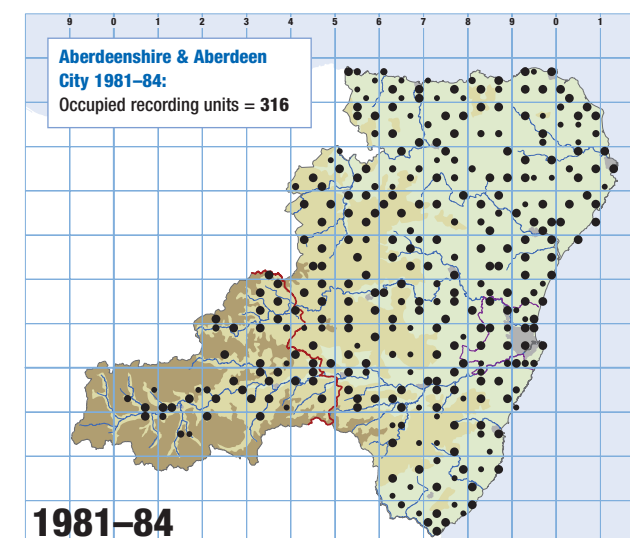 9 0 1 2 3 4 5 6 7 8 9 0 1
Aberdeenshire & Aberdeen
City 1981–84:
Occupied recording units = 316
1981–84